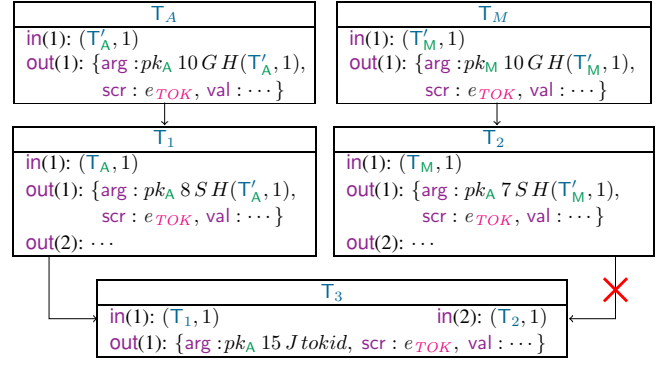 T_A
in(1): (T'_A, 1)
out(1): {arg : pk_A 10 G H(T'_A, 1),
scr : e_TOK, val : ··· }
T_M
in(1): (T'_M, 1)
out(1): {arg : pk_M 10 G H(T'_M, 1),
scr : e_TOK, val : ··· }
T_1
in(1): (T_A, 1)
out(1): {arg : pk_A 8 S H(T'_A, 1),
scr : e_TOK, val : ··· }
out(2): ···
T_2
in(1): (T_M, 1)
out(1): {arg : pk_A 7 S H(T'_M, 1),
scr : e_TOK, val : ··· }
out(2): ···
T_3
in(1): (T_1, 1) in(2): (T_2, 1)
out(1): {arg : pk_A 15 J tokid, scr : e_TOK, val : ··· }